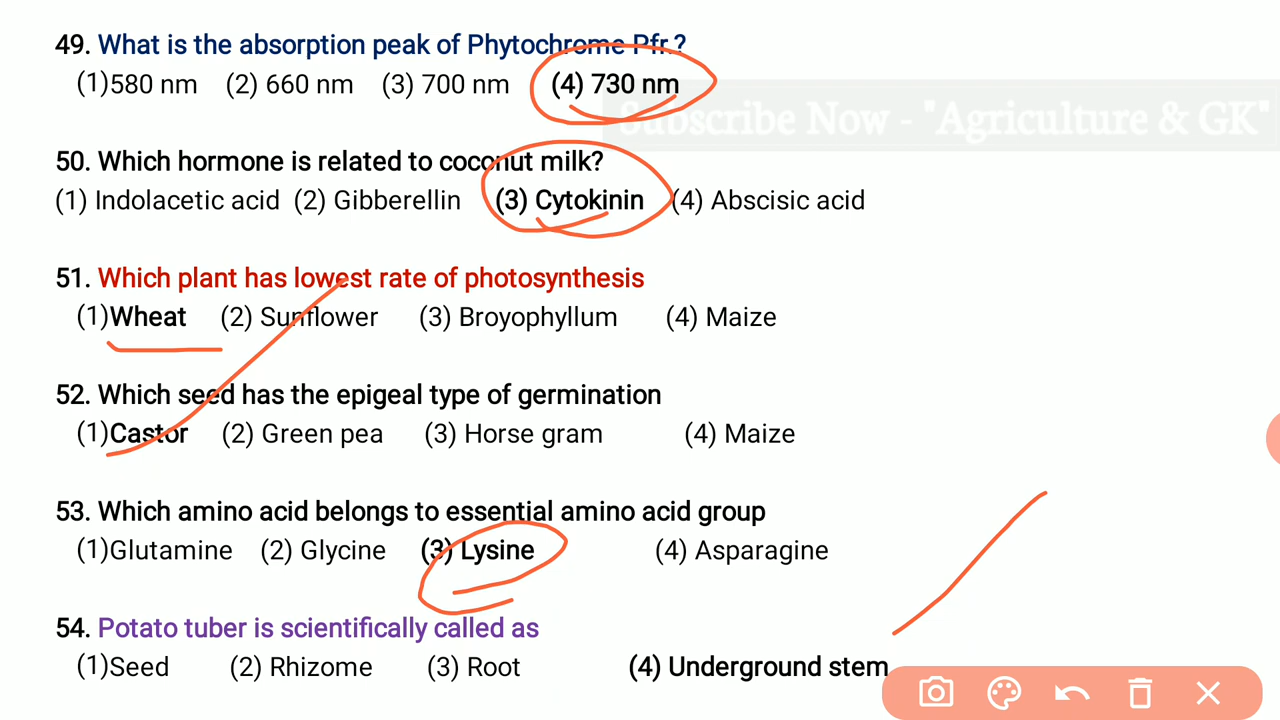 49. What is the absorption peak of Phytochrome Pfr.?
(1)580 nm (2) 660 nm (3) 700 nm (4) 730 nm
Subscribe Now - "Agriculture & GK"
50. Which hormone is related to coconut milk?
(1) Indolacetic acid (2) Gibberellin (3) Cytokinin (4) Abscisic acid
51. Which plant has lowest rate of photosynthesis
(1)Wheat (2) Sunflower (3) Broyophyllum (4) Maize
52. Which seed has the epigeal type of germination
(1)Castor (2) Green pea (3) Horse gram (4) Maize
53. Which amino acid belongs to essential amino acid group
(1)Glutamine (2) Glycine (3) Lysine (4) Asparagine
54. Potato tuber is scientifically called as
(1)Seed (2) Rhizome (3) Root (4) Underground stem